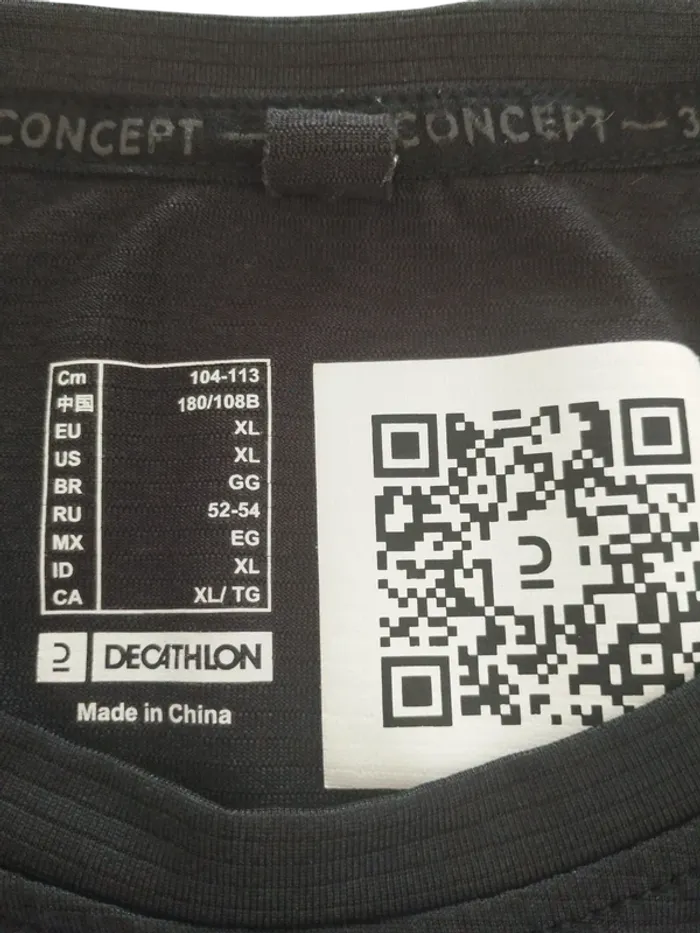 CONCEPT — CONCEPT — 3
Cm 104-113
中国 180/108B
EU XL
US XL
BR GG
RU 52-54
MX EG
ID XL
CA XL/ TG
DECATHLON
Made in China